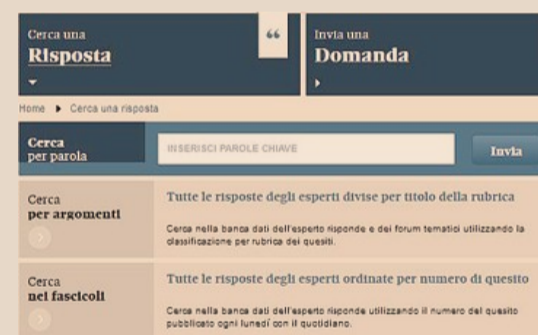 Cerca una
Risposta
“
Invia una
Domanda
Home Cerca una risposta
Cerca
per parola
INSERISCI PAROLE CHIAVE
Invia
Cerca
per argomenti
Tutte le risposte degli esperti divise per titolo della rubrica
Cerca nella banca dati dell'esperto risponde e dei forum tematici utilizzando la
classificazione per rubrica dei quesiti.
Cerca
nei fascicoli
Tutte le risposte degli esperti ordinate per numero di quesito
Cerca nella banca dati dell'esperto risponde utilizzando il numero del quesito
pubblicato ogni lunedì con il quotidiano.